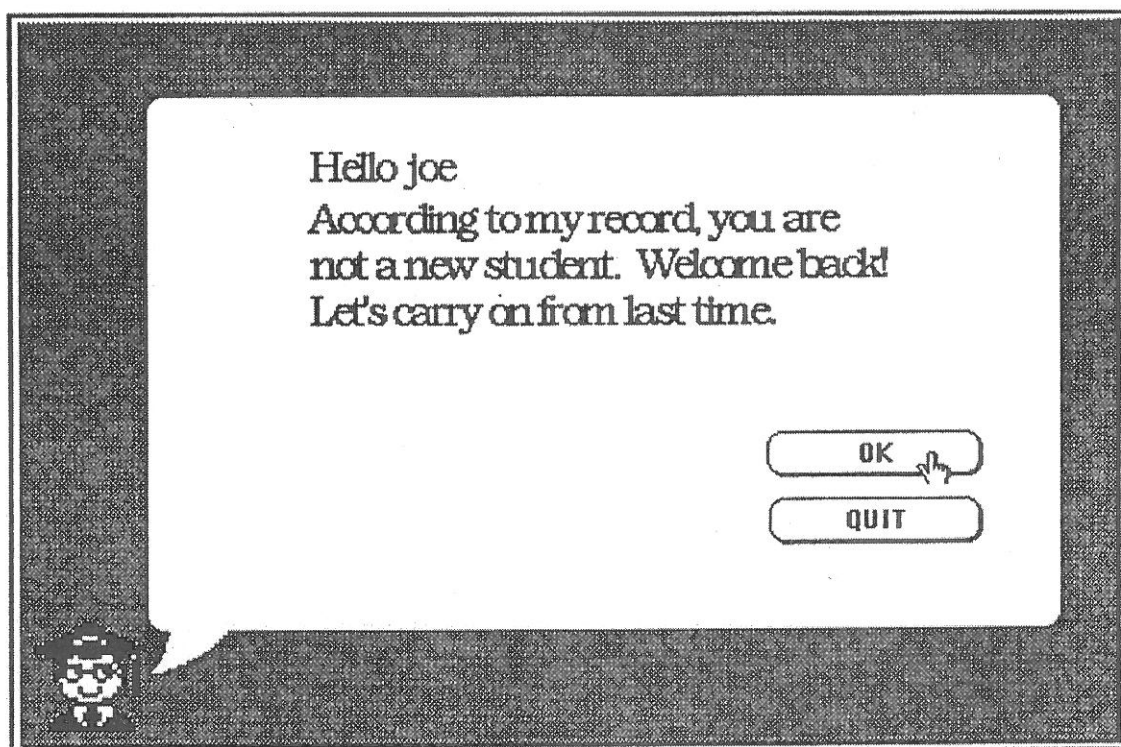 Hello joe
According to my record, you are
not a new student. Welcome back!
Let's carry on from last time.
OK
QUIT